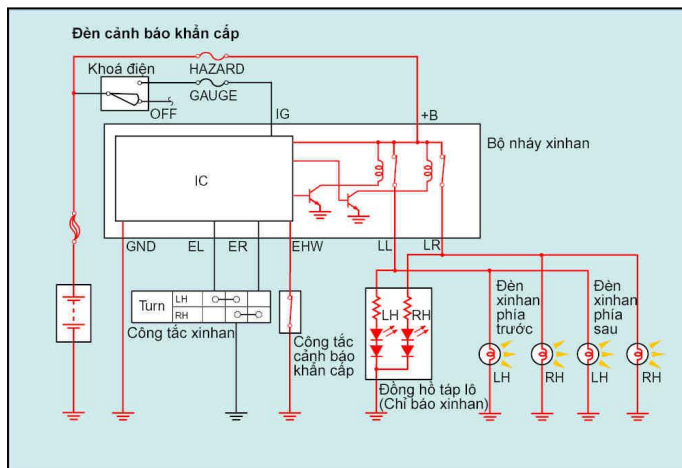 Đèn cảnh báo khẩn cấp
Khoá điện
HAZARD
GAUGE
OFF
IG
+B
Bộ nháy xinhan
IC
GND
EL
ER
EHW
LL
LR
Turn
LH
RH
Công tắc xinhan
Công tắc
cảnh báo
khẩn cấp
LH
RH
Đồng hồ táp lô
(Chỉ báo xinhan)
Đèn
xinhan
phía
trước
Đèn
xinhan
phía
sau
LH
RH
LH
RH